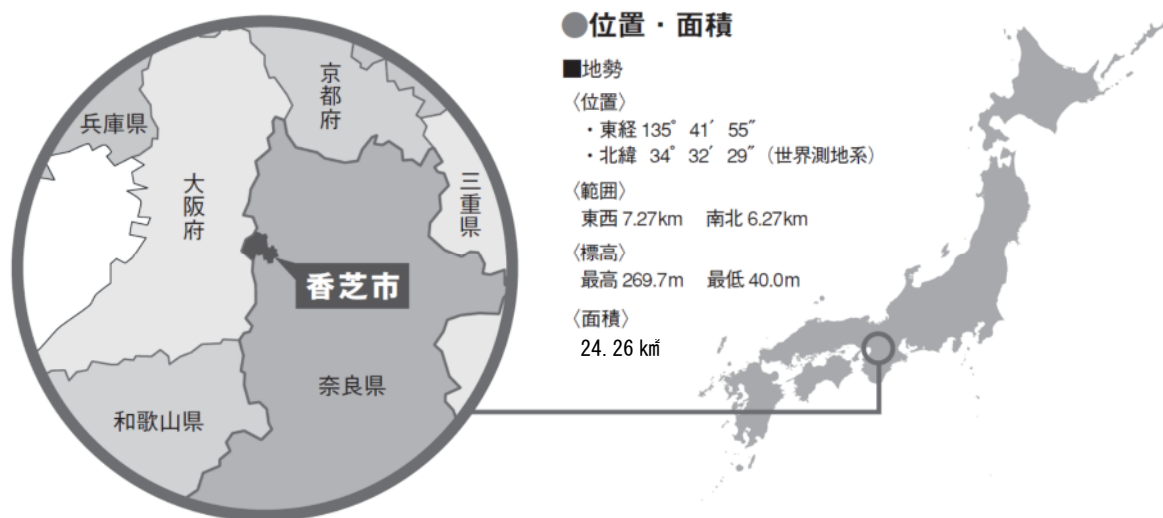 ●位置・面積
■地勢
〈位置〉
・東経 135° 41′ 55″
・北緯 34° 32′ 29″（世界測地系）
〈範囲〉
東西 7.27km 南北 6.27km
〈標高〉
最高 269.7m 最低 40.0m
〈面積〉
24.26 ㎢
京都府
兵庫県
大阪府
三重県
香芝市
奈良県
和歌山県